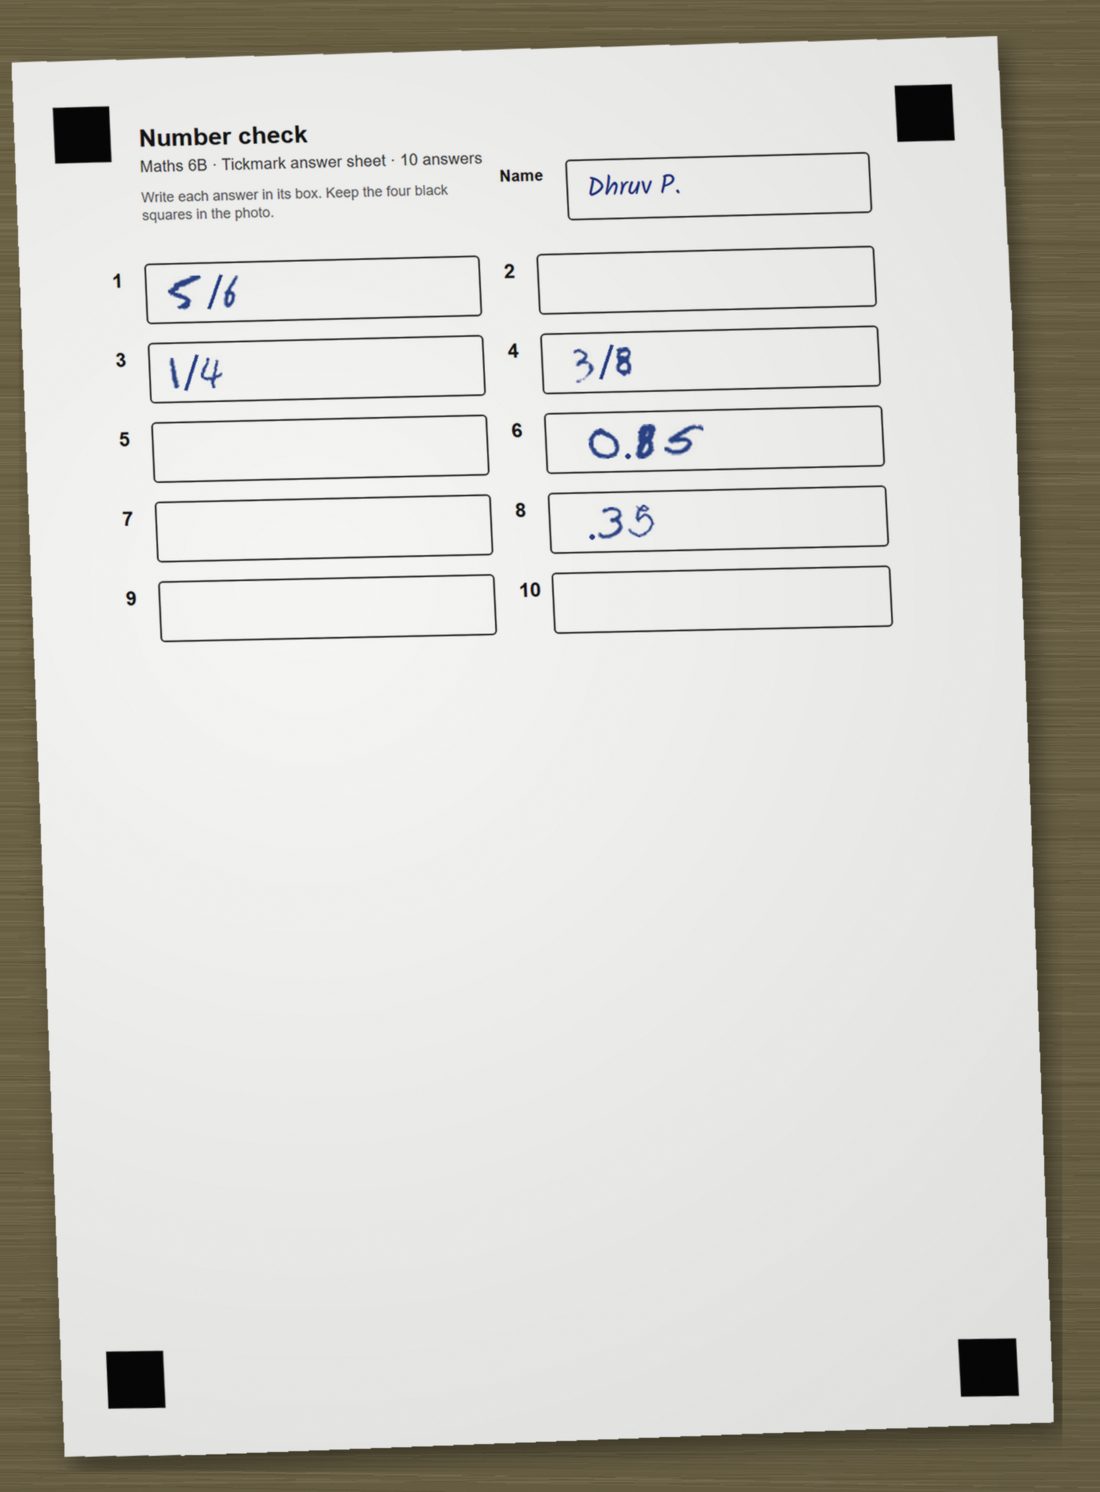 Number check
Maths 6B · Tickmark answer sheet · 10 answers
Write each answer in its box. Keep the four black
squares in the photo.
Name Dhruv P.
1 5/6
2
3 1/4
4 3/8
5
6 0.85
7
8 .35
9
10